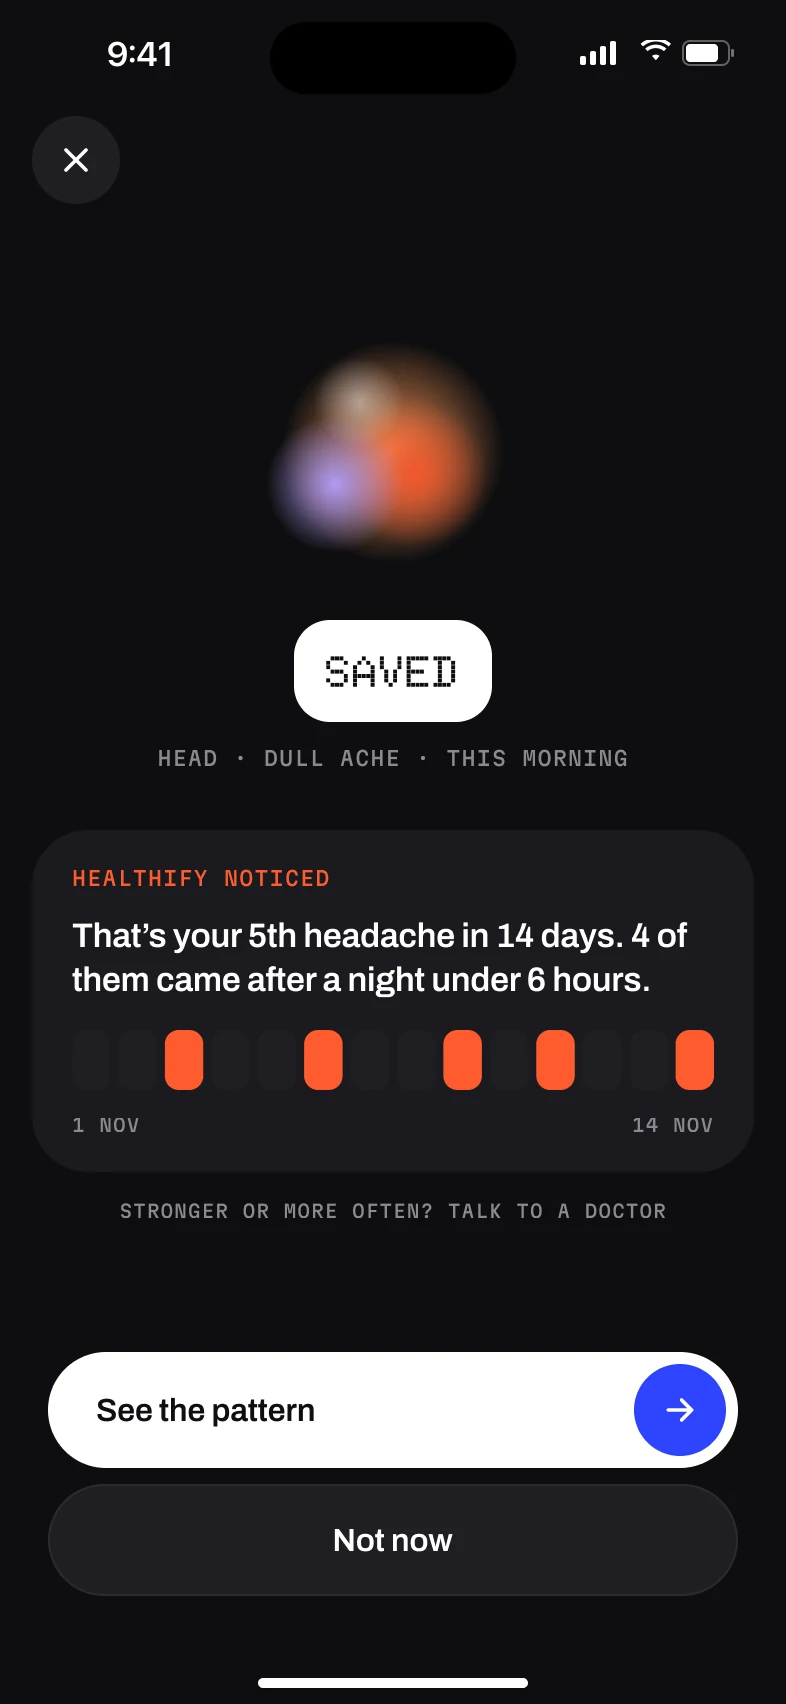 9:41
SAVED
HEAD · DULL ACHE · THIS MORNING
HEALTHIFY NOTICED
That’s your 5th headache in 14 days. 4 of
them came after a night under 6 hours.
1 NOV
14 NOV
STRONGER OR MORE OFTEN? TALK TO A DOCTOR
See the pattern
Not now